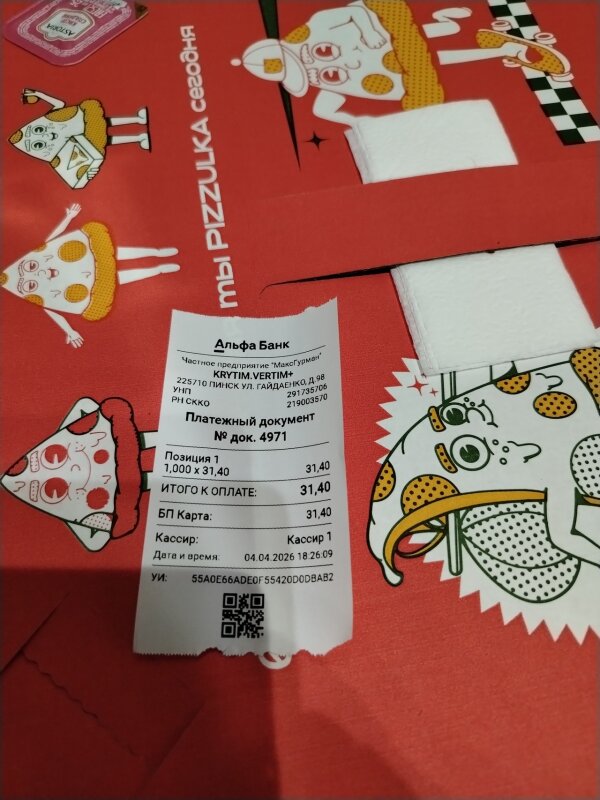 ASTORIA
ты PIZZULKA сегодня
Альфа Банк
Частное предприятие "МаксГурман"
KRYTIM.VERTIM+
225710 ПИНСК УЛ. ГАЙДАЕНКО, Д.98
УНП 291735706
РН СККО 219003570
Платежный документ
№ док. 4971
Позиция 1
1,000 x 31,40 31,40
ИТОГО К ОПЛАТЕ: 31,40
БП Карта: 31,40
Кассир: Кассир 1
Дата и время: 04.04.2026 18:26:09
УИ: 55A0E66ADE0F55420D0DBAB2